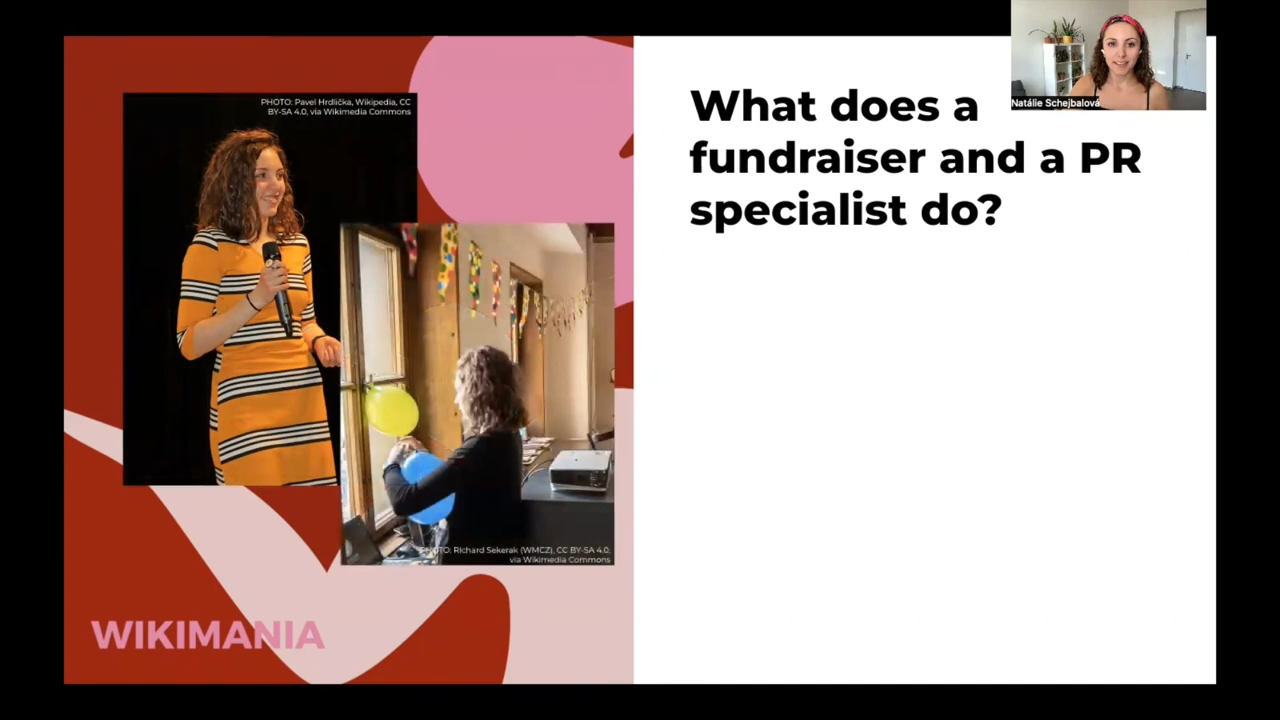 PHOTO: Pavel Hrdlička, Wikipedia, CC
BY-SA 4.0, via Wikimedia Commons
What does a
fundraiser and a PR
specialist do?
Natálie Schejbalová
PHOTO: Richard Sekerak (WMCZ), CC BY-SA 4.0,
via Wikimedia Commons
WIKIMANIA